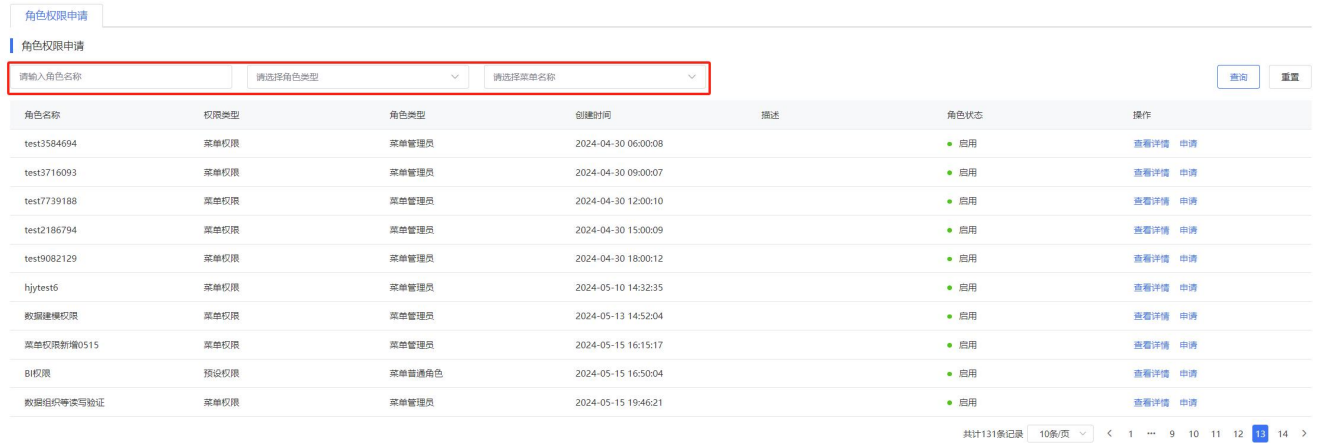 角色权限申请
角色权限申请
请输入角色名称 请选择角色类型 请选择菜单名称 查询 重置
角色名称 权限类型 角色类型 创建时间 描述 角色状态 操作
test3584694 菜单权限 菜单管理员 2024-04-30 06:00:08 启用 查看详情 申请
test3716093 菜单权限 菜单管理员 2024-04-30 09:00:07 启用 查看详情 申请
test7739188 菜单权限 菜单管理员 2024-04-30 12:00:10 启用 查看详情 申请
test2186794 菜单权限 菜单管理员 2024-04-30 15:00:09 启用 查看详情 申请
test9082129 菜单权限 菜单管理员 2024-04-30 18:00:12 启用 查看详情 申请
hjytest6 菜单权限 菜单管理员 2024-05-10 14:32:35 启用 查看详情 申请
数据建模权限 菜单权限 菜单管理员 2024-05-13 14:52:04 启用 查看详情 申请
菜单权限新增0515 菜单权限 菜单管理员 2024-05-15 16:15:17 启用 查看详情 申请
BI权限 预设权限 菜单普通角色 2024-05-15 16:50:04 启用 查看详情 申请
数据组织等读写验证 菜单权限 菜单管理员 2024-05-15 19:46:21 启用 查看详情 申请
共计131条记录 10条/页 < 1 ··· 9 10 11 12 13 14 >